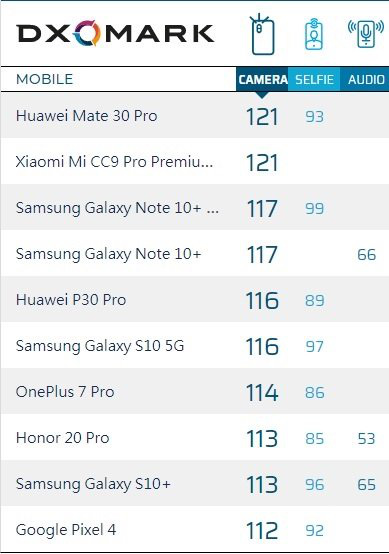 DXOMARK
MOBILE CAMERA SELFIE AUDIO
Huawei Mate 30 Pro 121 93
Xiaomi Mi CC9 Pro Premiu... 121
Samsung Galaxy Note 10+ ... 117 99
Samsung Galaxy Note 10+ 117 66
Huawei P30 Pro 116 89
Samsung Galaxy S10 5G 116 97
OnePlus 7 Pro 114 86
Honor 20 Pro 113 85 53
Samsung Galaxy S10+ 113 96 65
Google Pixel 4 112 92